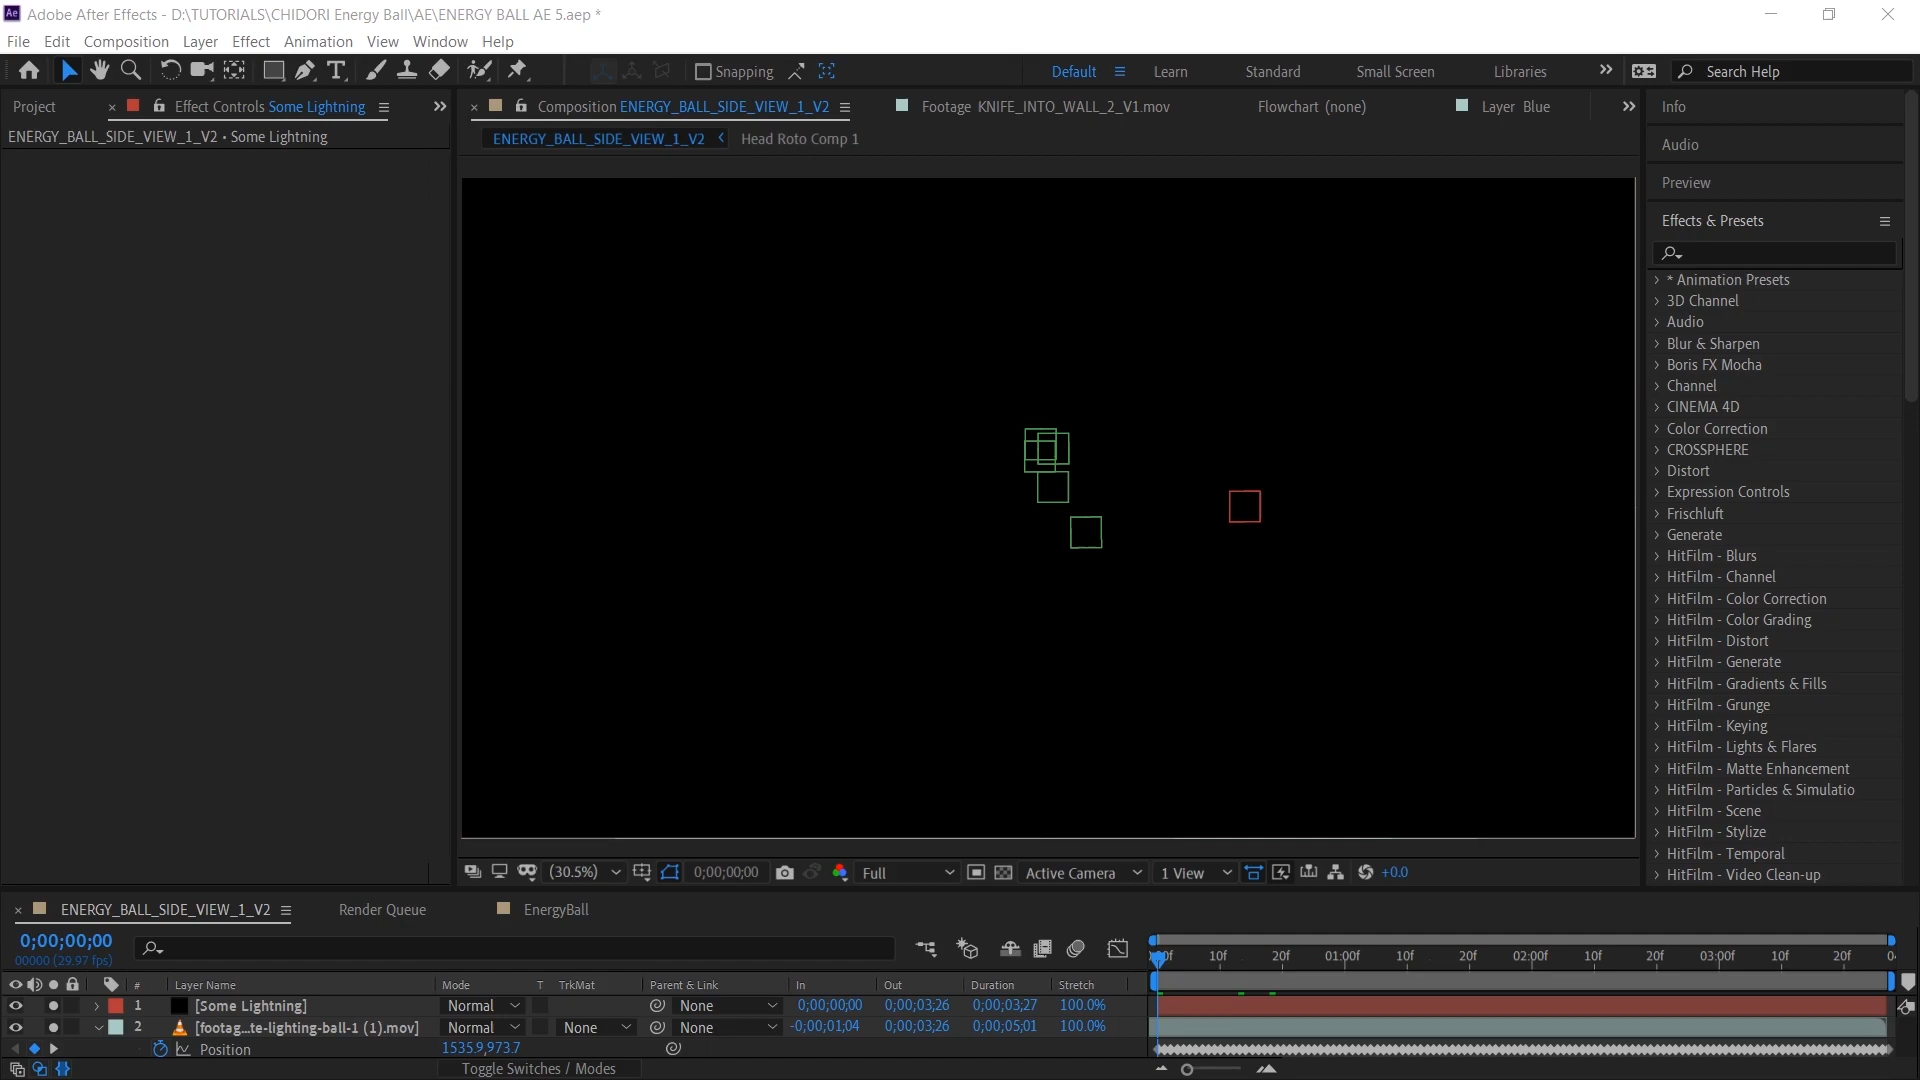 Adobe After Effects - D:\TUTORIALS\CHIDORI Energy Ball\AE\ENERGY BALL AE 5.aep *
File Edit Composition Layer Effect Animation View Window Help
Snapping Default Learn Standard Small Screen Libraries Search Help
Project Effect Controls Some Lightning Composition ENERGY_BALL_SIDE_VIEW_1_V2 Footage KNIFE_INTO_WALL_2_V1.mov Flowchart (none) Layer Blue Info
ENERGY_BALL_SIDE_VIEW_1_V2 • Some Lightning ENERGY_BALL_SIDE_VIEW_1_V2 Head Roto Comp 1
Audio
Preview
Effects & Presets
* Animation Presets
3D Channel
Audio
Blur & Sharpen
Boris FX Mocha
Channel
CINEMA 4D
Color Correction
CROSSPHERE
Distort
Expression Controls
Frischluft
Generate
HitFilm - Blurs
HitFilm - Channel
HitFilm - Color Correction
HitFilm - Color Grading
HitFilm - Distort
HitFilm - Generate
HitFilm - Gradients & Fills
HitFilm - Grunge
HitFilm - Keying
HitFilm - Lights & Flares
HitFilm - Matte Enhancement
HitFilm - Particles & Simulatio
HitFilm - Scene
HitFilm - Stylize
HitFilm - Temporal
HitFilm - Video Clean-up
(30.5%) 0;00;00;00 Full Active Camera 1 View +0.0
ENERGY_BALL_SIDE_VIEW_1_V2 Render Queue EnergyBall
0;00;00;00
00000 (29.97 fps)
10f 20f 01:00f 10f 20f 02:00f 10f 20f 03:00f 10f 20f
# Layer Name Mode T TrkMat Parent & Link In Out Duration Stretch
1 [Some Lightning] Normal None 0;00;00;00 0;00;03;26 0;00;03;27 100.0%
2 [footag...te-lighting-ball-1 (1).mov] Normal None None -0;00;01;04 0;00;03;26 0;00;05;01 100.0%
Position 1535.9,973.7
Toggle Switches / Modes